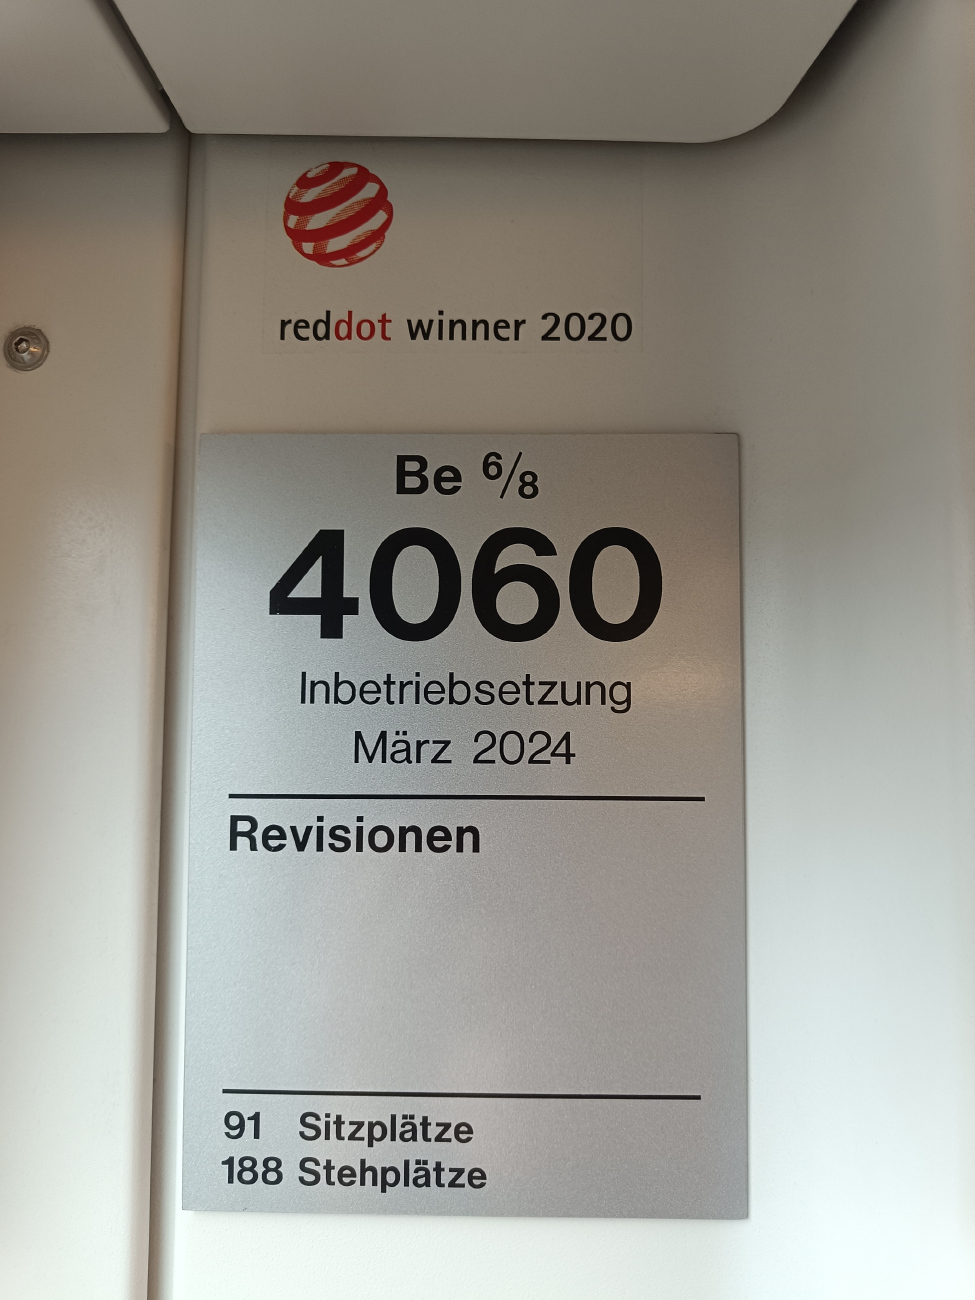 reddot winner 2020
Be 6/8
4060
Inbetriebsetzung
März 2024
Revisionen
91 Sitzplätze
188 Stehplätze